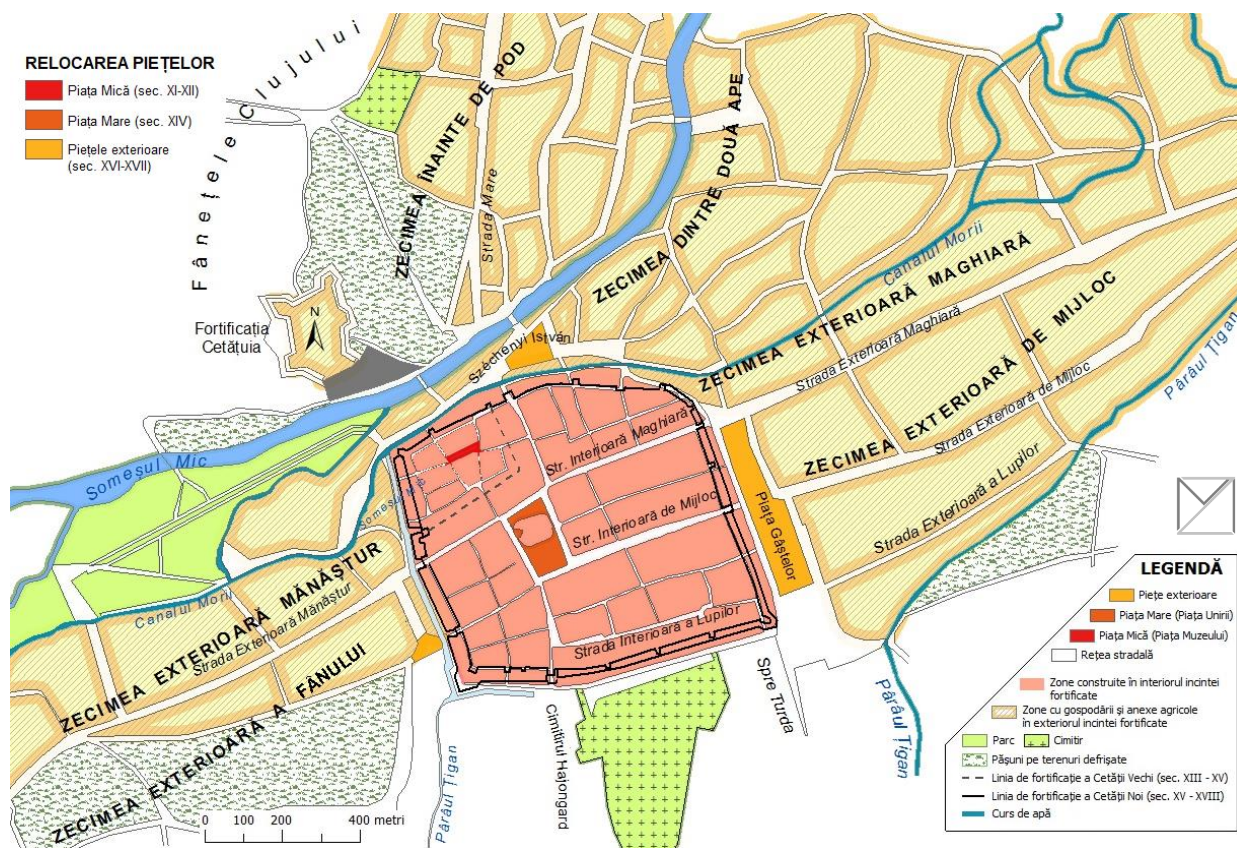 RELOCAREA PIEȚELOR
Piața Mică (sec. XI-XII)
Piața Mare (sec. XIV)
Piețele exterioare
(sec. XVI-XVII)
Fânețele Clujului
ZECIMEA ÎNAINTE DE POD
Strada Mare
ZECIMEA DINTRE DOUĂ APE
Canalul Morii
ZECIMEA EXTERIOARĂ MAGHIARĂ
Strada Exterioară Maghiară
ZECIMEA EXTERIOARĂ DE MIJLOC
Strada Exterioară de Mijloc
Pârâul Țigan
N
Fortificația
Cetățuia
Széchenyi István
Someșul Mic
Str. Interioară Maghiară
Str. Interioară de Mijloc
Piața Gâștelor
Strada Exterioară a Lupilor
Canalul Morii
ZECIMEA EXTERIOARĂ MĂNĂȘTUR
Strada Exterioară Mănăștur
Strada Interioară a Lupilor
ZECIMEA EXTERIOARĂ A FÂNULUI
Pârâul Țigan
Cimitirul Hajongard
Spre Turda
Pârâul Țigan
0 100 200 400 metri
LEGENDĂ
Piețe exterioare
Piața Mare (Piața Unirii)
Piața Mică (Piața Muzeului)
Rețea stradală
Zone construite în interiorul incintei
fortificate
Zone cu gospodării și anexe agricole
în exteriorul incintei fortificate
Parc Cimitir
Pășuni pe terenuri defrișate
Linia de fortificație a Cetății Vechi (sec. XIII - XV)
Linia de fortificație a Cetății Noi (sec. XV - XVIII)
Curs de apă